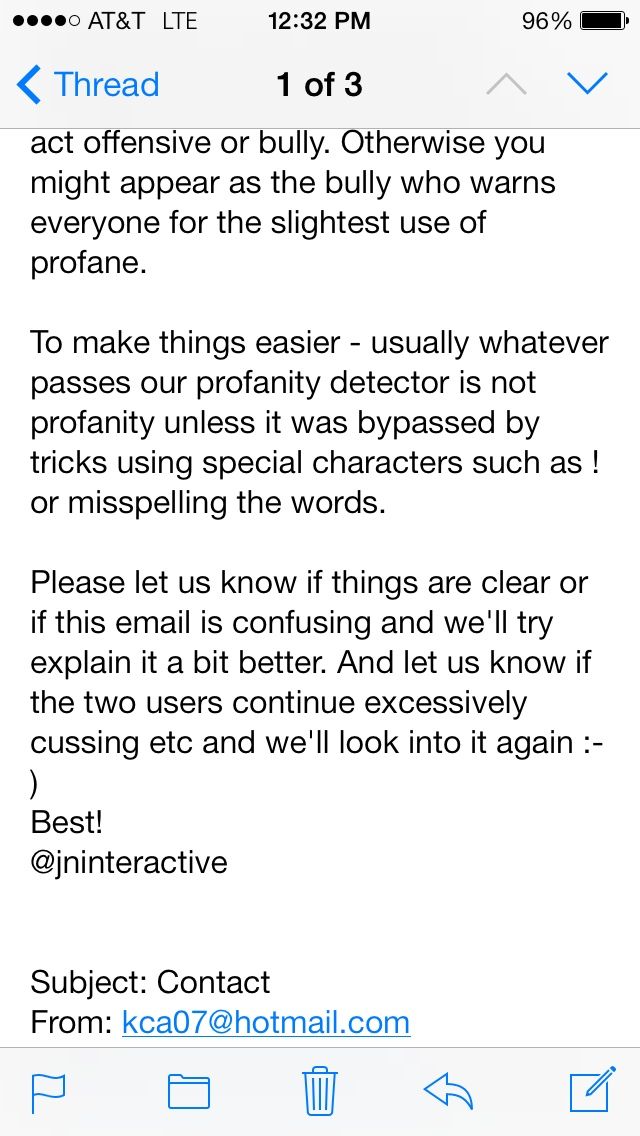 AT&T LTE 12:32 PM 96%
Thread 1 of 3
act offensive or bully. Otherwise you
might appear as the bully who warns
everyone for the slightest use of
profane.
To make things easier - usually whatever
passes our profanity detector is not
profanity unless it was bypassed by
tricks using special characters such as !
or misspelling the words.
Please let us know if things are clear or
if this email is confusing and we'll try
explain it a bit better. And let us know if
the two users continue excessively
cussing etc and we'll look into it again :-
)
Best!
@jninteractive
Subject: Contact
From: kca07@hotmail.com